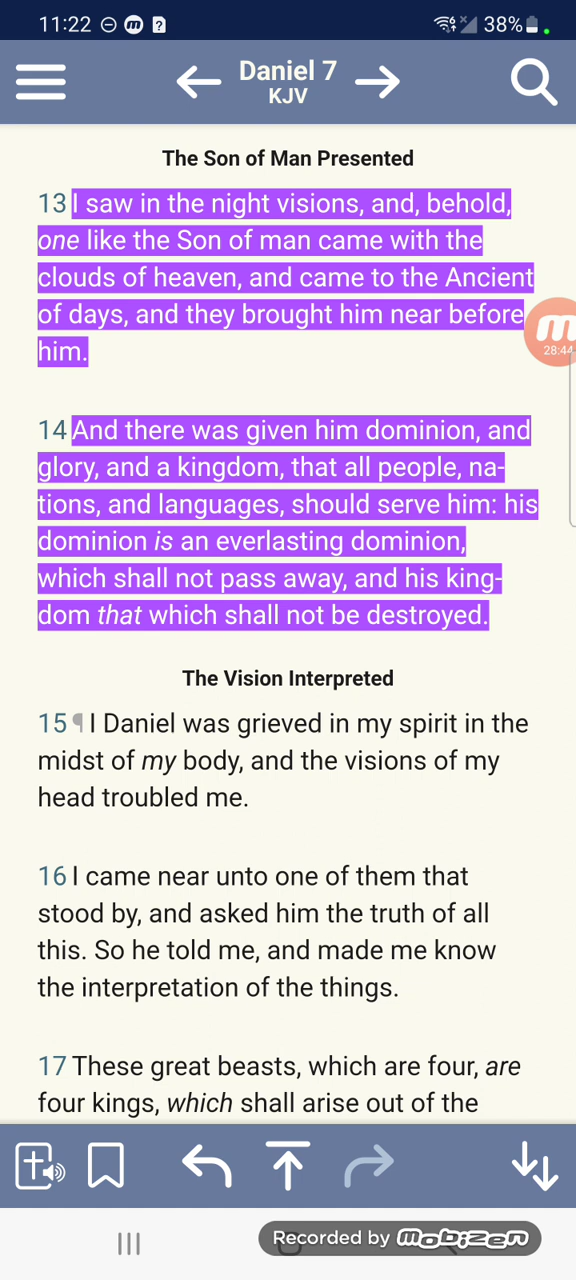 11:22 38%
Daniel 7
KJV
The Son of Man Presented
13 I saw in the night visions, and, behold,
one like the Son of man came with the
clouds of heaven, and came to the Ancient
of days, and they brought him near before
him.
28:44
14 And there was given him dominion, and
glory, and a kingdom, that all people, na-
tions, and languages, should serve him: his
dominion is an everlasting dominion,
which shall not pass away, and his king-
dom that which shall not be destroyed.
The Vision Interpreted
15 ¶ I Daniel was grieved in my spirit in the
midst of my body, and the visions of my
head troubled me.
16 I came near unto one of them that
stood by, and asked him the truth of all
this. So he told me, and made me know
the interpretation of the things.
17 These great beasts, which are four, are
four kings, which shall arise out of the
Recorded by Mobizen